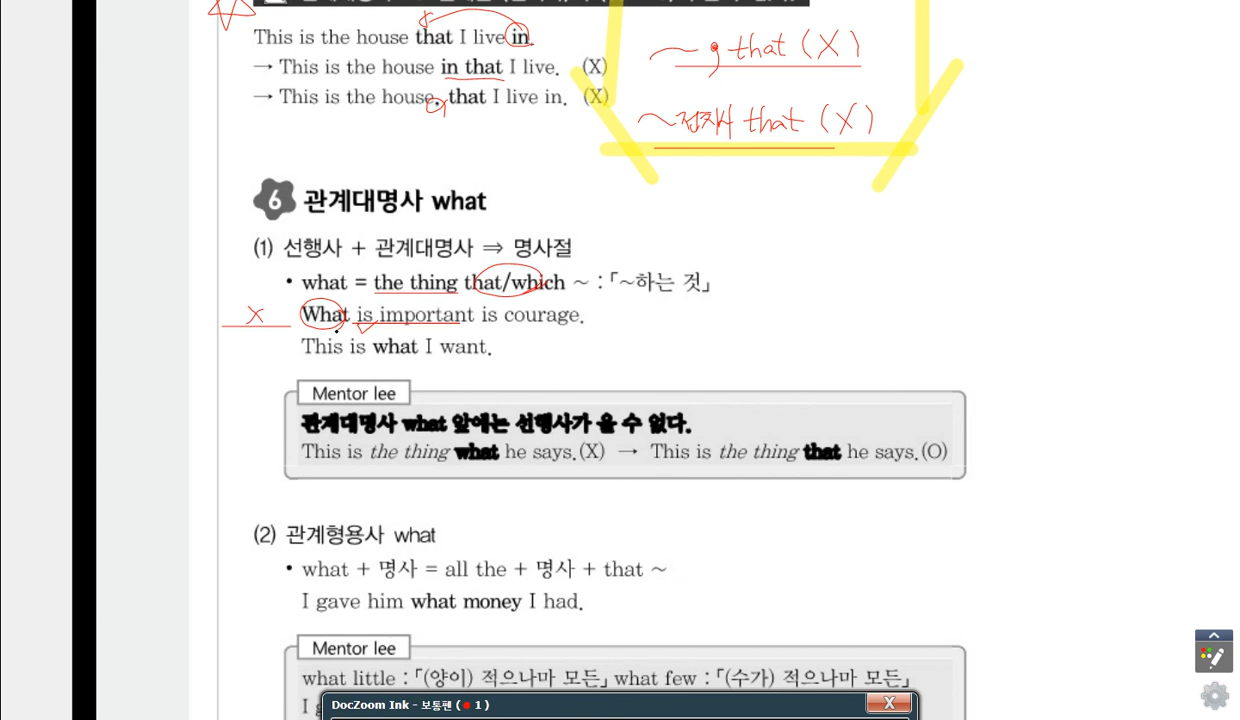 This is the house that I live in.
→ This is the house in that I live. (X)
→ This is the house, that I live in. (X)
~ , that (X)
~전치사 that (X)
6 관계대명사 what
(1) 선행사 + 관계대명사 ⇒ 명사절
• what = the thing that/which ~ :「~하는 것」
X
What is important is courage.
This is what I want.
Mentor lee
관계대명사 what 앞에는 선행사가 올 수 없다.
This is the thing what he says.(X) → This is the thing that he says.(O)
(2) 관계형용사 what
• what + 명사 = all the + 명사 + that ~
I gave him what money I had.
Mentor lee
what little :「(양이) 적으나마 모든」 what few :「(수가) 적으나마 모든」
DocZoom Ink - 보통펜 ( 1 )
X